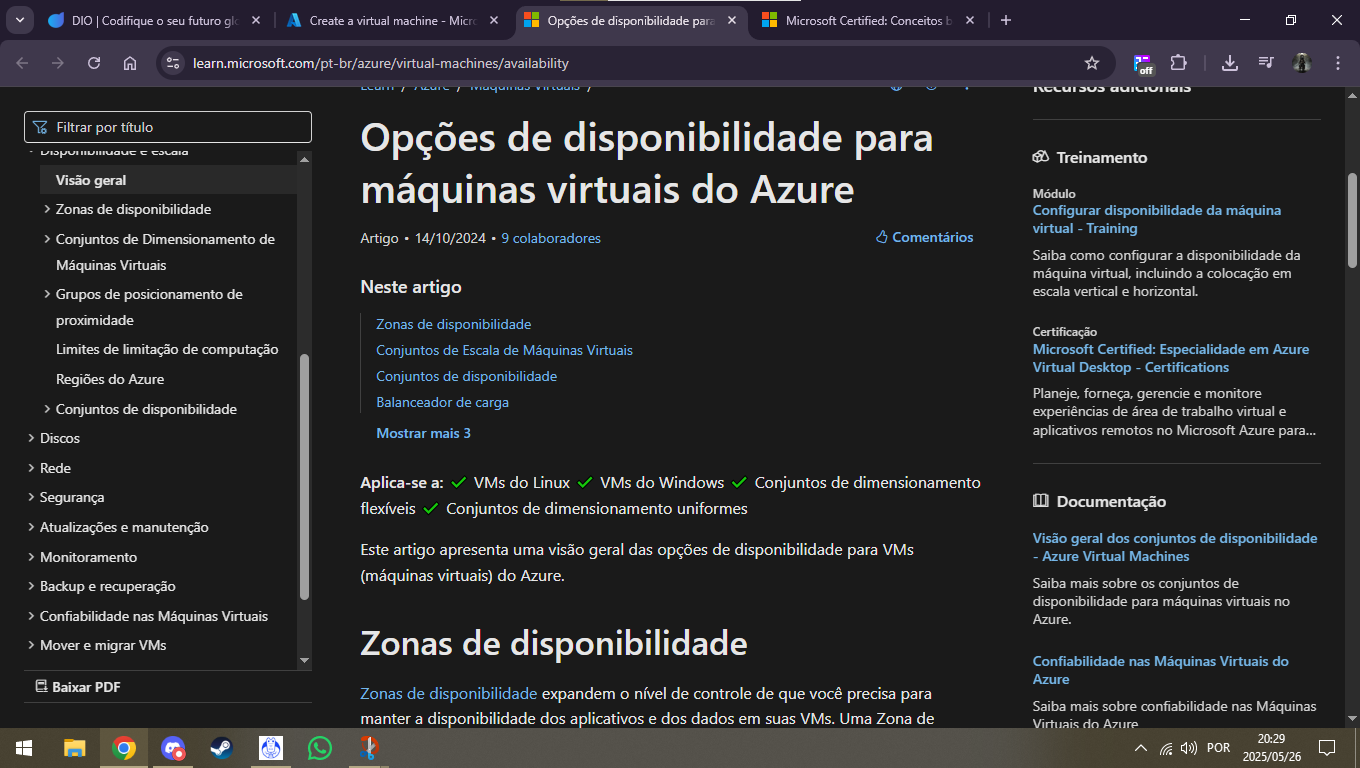 DIO | Codifique o seu futuro glo
Create a virtual machine - Micro
Opções de disponibilidade para
Microsoft Certified: Conceitos b
learn.microsoft.com/pt-br/azure/virtual-machines/availability
off
Filtrar por título
Disponibilidade e escala
Visão geral
Zonas de disponibilidade
Conjuntos de Dimensionamento de
Máquinas Virtuais
Grupos de posicionamento de
proximidade
Limites de limitação de computação
Regiões do Azure
Conjuntos de disponibilidade
Discos
Rede
Segurança
Atualizações e manutenção
Monitoramento
Backup e recuperação
Confiabilidade nas Máquinas Virtuais
Mover e migrar VMs
Baixar PDF
Learn / Azure / Máquinas Virtuais /
Opções de disponibilidade para
máquinas virtuais do Azure
Artigo • 14/10/2024 • 9 colaboradores
Comentários
Neste artigo
Zonas de disponibilidade
Conjuntos de Escala de Máquinas Virtuais
Conjuntos de disponibilidade
Balanceador de carga
Mostrar mais 3
Aplica-se a: ✓ VMs do Linux ✓ VMs do Windows ✓ Conjuntos de dimensionamento
flexíveis ✓ Conjuntos de dimensionamento uniformes
Este artigo apresenta uma visão geral das opções de disponibilidade para VMs
(máquinas virtuais) do Azure.
Zonas de disponibilidade
Zonas de disponibilidade expandem o nível de controle de que você precisa para
manter a disponibilidade dos aplicativos e dos dados em suas VMs. Uma Zona de
Recursos adicionais
Treinamento
Módulo
Configurar disponibilidade da máquina
virtual - Training
Saiba como configurar a disponibilidade da
máquina virtual, incluindo a colocação em
escala vertical e horizontal.
Certificação
Microsoft Certified: Especialidade em Azure
Virtual Desktop - Certifications
Planeje, forneça, gerencie e monitore
experiências de área de trabalho virtual e
aplicativos remotos no Microsoft Azure para...
Documentação
Visão geral dos conjuntos de disponibilidade
- Azure Virtual Machines
Saiba mais sobre os conjuntos de
disponibilidade para máquinas virtuais no
Azure.
Confiabilidade nas Máquinas Virtuais do
Azure
Saiba mais sobre confiabilidade nas Máquinas
Virtuais do Azure
POR
20:29
2025/05/26